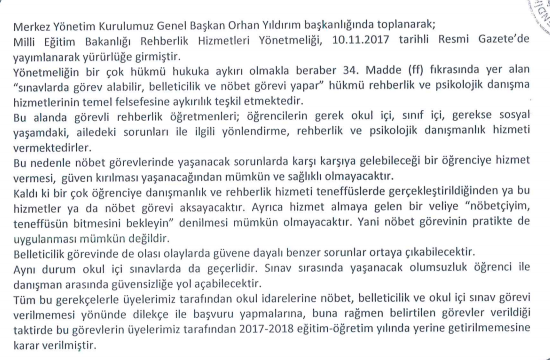 Merkez Yönetim Kurulumuz Genel Başkan Orhan Yıldırım başkanlığında toplanarak;
Milli Eğitim Bakanlığı Rehberlik Hizmetleri Yönetmeliği, 10.11.2017 tarihli Resmi Gazete'de
yayımlanarak yürürlüğe girmiştir.
Yönetmeliğin bir çok hükmü hukuka aykırı olmakla beraber 34. Madde (ff) fıkrasında yer alan
"sınavlarda görev alabilir, belleticilik ve nöbet görevi yapar" hükmü rehberlik ve psikolojik danışma
hizmetlerinin temel felsefesine aykırılık teşkil etmektedir.
Bu alanda görevli rehberlik öğretmenleri; öğrencilerin gerek okul içi, sınıf içi, gerekse sosyal
yaşamdaki, ailedeki sorunları ile ilgili yönlendirme, rehberlik ve psikolojik danışmanlık hizmeti
vermektedirler.
Bu nedenle nöbet görevlerinde yaşanacak sorunlarda karşı karşıya gelebileceği bir öğrenciye hizmet
vermesi, güven kırılması yaşanacağından mümkün ve sağlıklı olmayacaktır.
Kaldı ki bir çok öğrenciye danışmanlık ve rehberlik hizmeti teneffüslerde gerçekleştirildiğinden ya bu
hizmetler ya da nöbet görevi aksayacaktır. Ayrıca hizmet almaya gelen bir veliye "nöbetçiyim,
teneffüsün bitmesini bekleyin" denilmesi mümkün olmayacaktır. Yani nöbet görevinin pratikte de
uygulanması mümkün değildir.
Belleticilik görevinde de olası olaylarda güvene dayalı benzer sorunlar ortaya çıkabilecektir.
Aynı durum okul içi sınavlarda da geçerlidir. Sınav sırasında yaşanacak olumsuzluk öğrenci ile
danışman arasında güvensizliğe yol açabilecektir.
Tüm bu gerekçelerle üyelerimiz tarafından okul idarelerine nöbet, belleticilik ve okul içi sınav görevi
verilmemesi yönünde dilekçe ile başvuru yapmalarına, buna rağmen belirtilen görevler verildiği
taktirde bu görevlerin üyelerimiz tarafından 2017-2018 eğitim-öğretim yılında yerine getirilmemesine
karar verilmiştir.